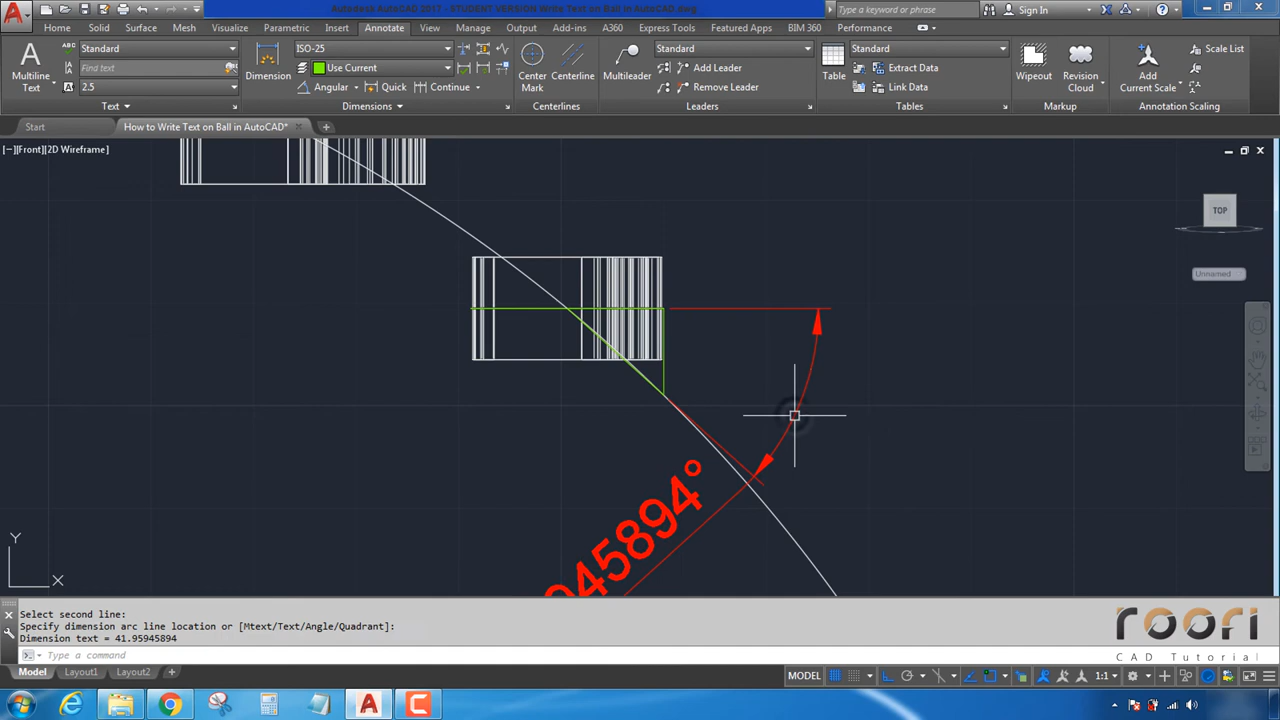 Autodesk AutoCAD 2017 - STUDENT VERSION Write Text on Ball in AutoCAD.dwg
Type a keyword or phrase
Sign In
Home Solid Surface Mesh Visualize Parametric Insert Annotate View Manage Output Add-ins A360 Express Tools Featured Apps BIM 360 Performance
Multiline Text
Standard
Find text
2.5
Text
Dimension
ISO-25
Use Current
Angular Quick Continue
Dimensions
Center Mark
Centerline
Centerlines
Multileader
Standard
Add Leader
Remove Leader
Leaders
Table
Standard
Extract Data
Link Data
Tables
Wipeout
Revision Cloud
Markup
Add Current Scale
Scale List
Annotation Scaling
Start How to Write Text on Ball in AutoCAD*
[−][Front][2D Wireframe]
TOP
Unnamed
945894°
Y
X
Select second line:
Specify dimension arc line location or [Mtext/Text/Angle/Quadrant]:
Dimension text = 41.95945894
Type a command
roofi
CAD Tutorial
Model Layout1 Layout2
MODEL
1:1